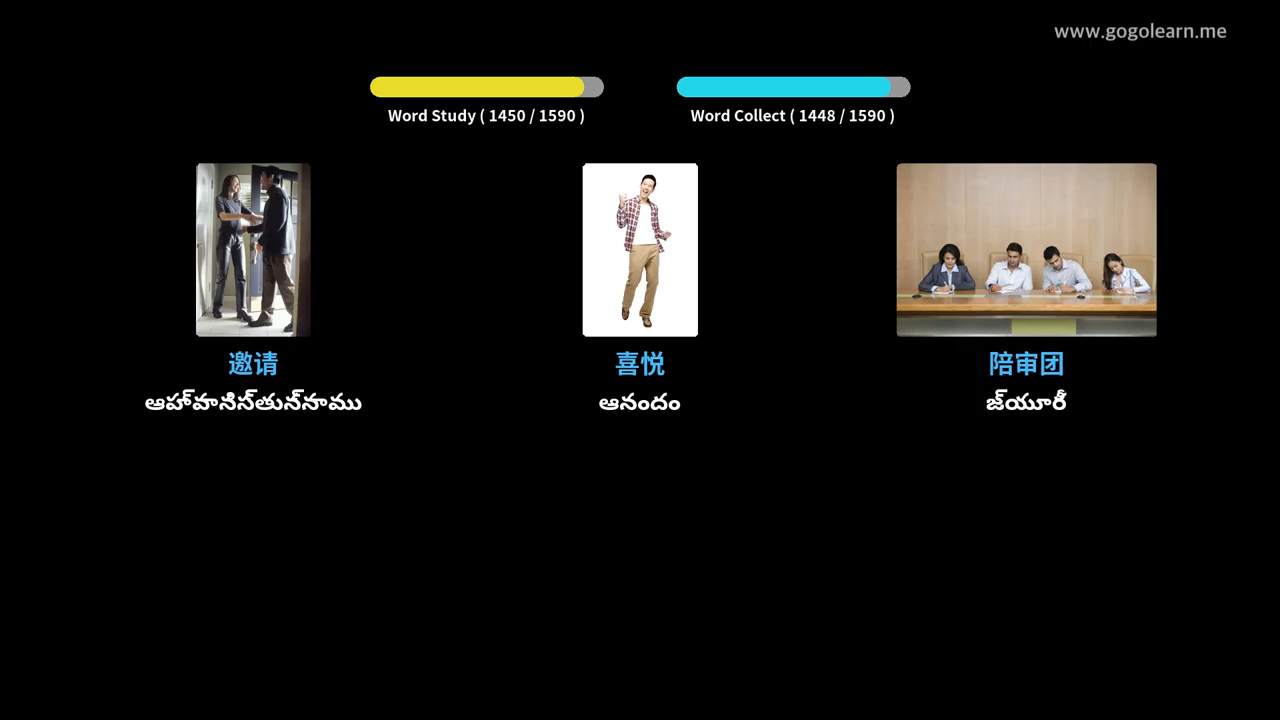 www.gogolearn.me
Word Study ( 1450 / 1590 )
Word Collect ( 1448 / 1590 )
邀请
喜悦
陪审团
ఆహ్‌వానిస్‌తున్‌నాము
ఆనందం
జ్‌యూరీ